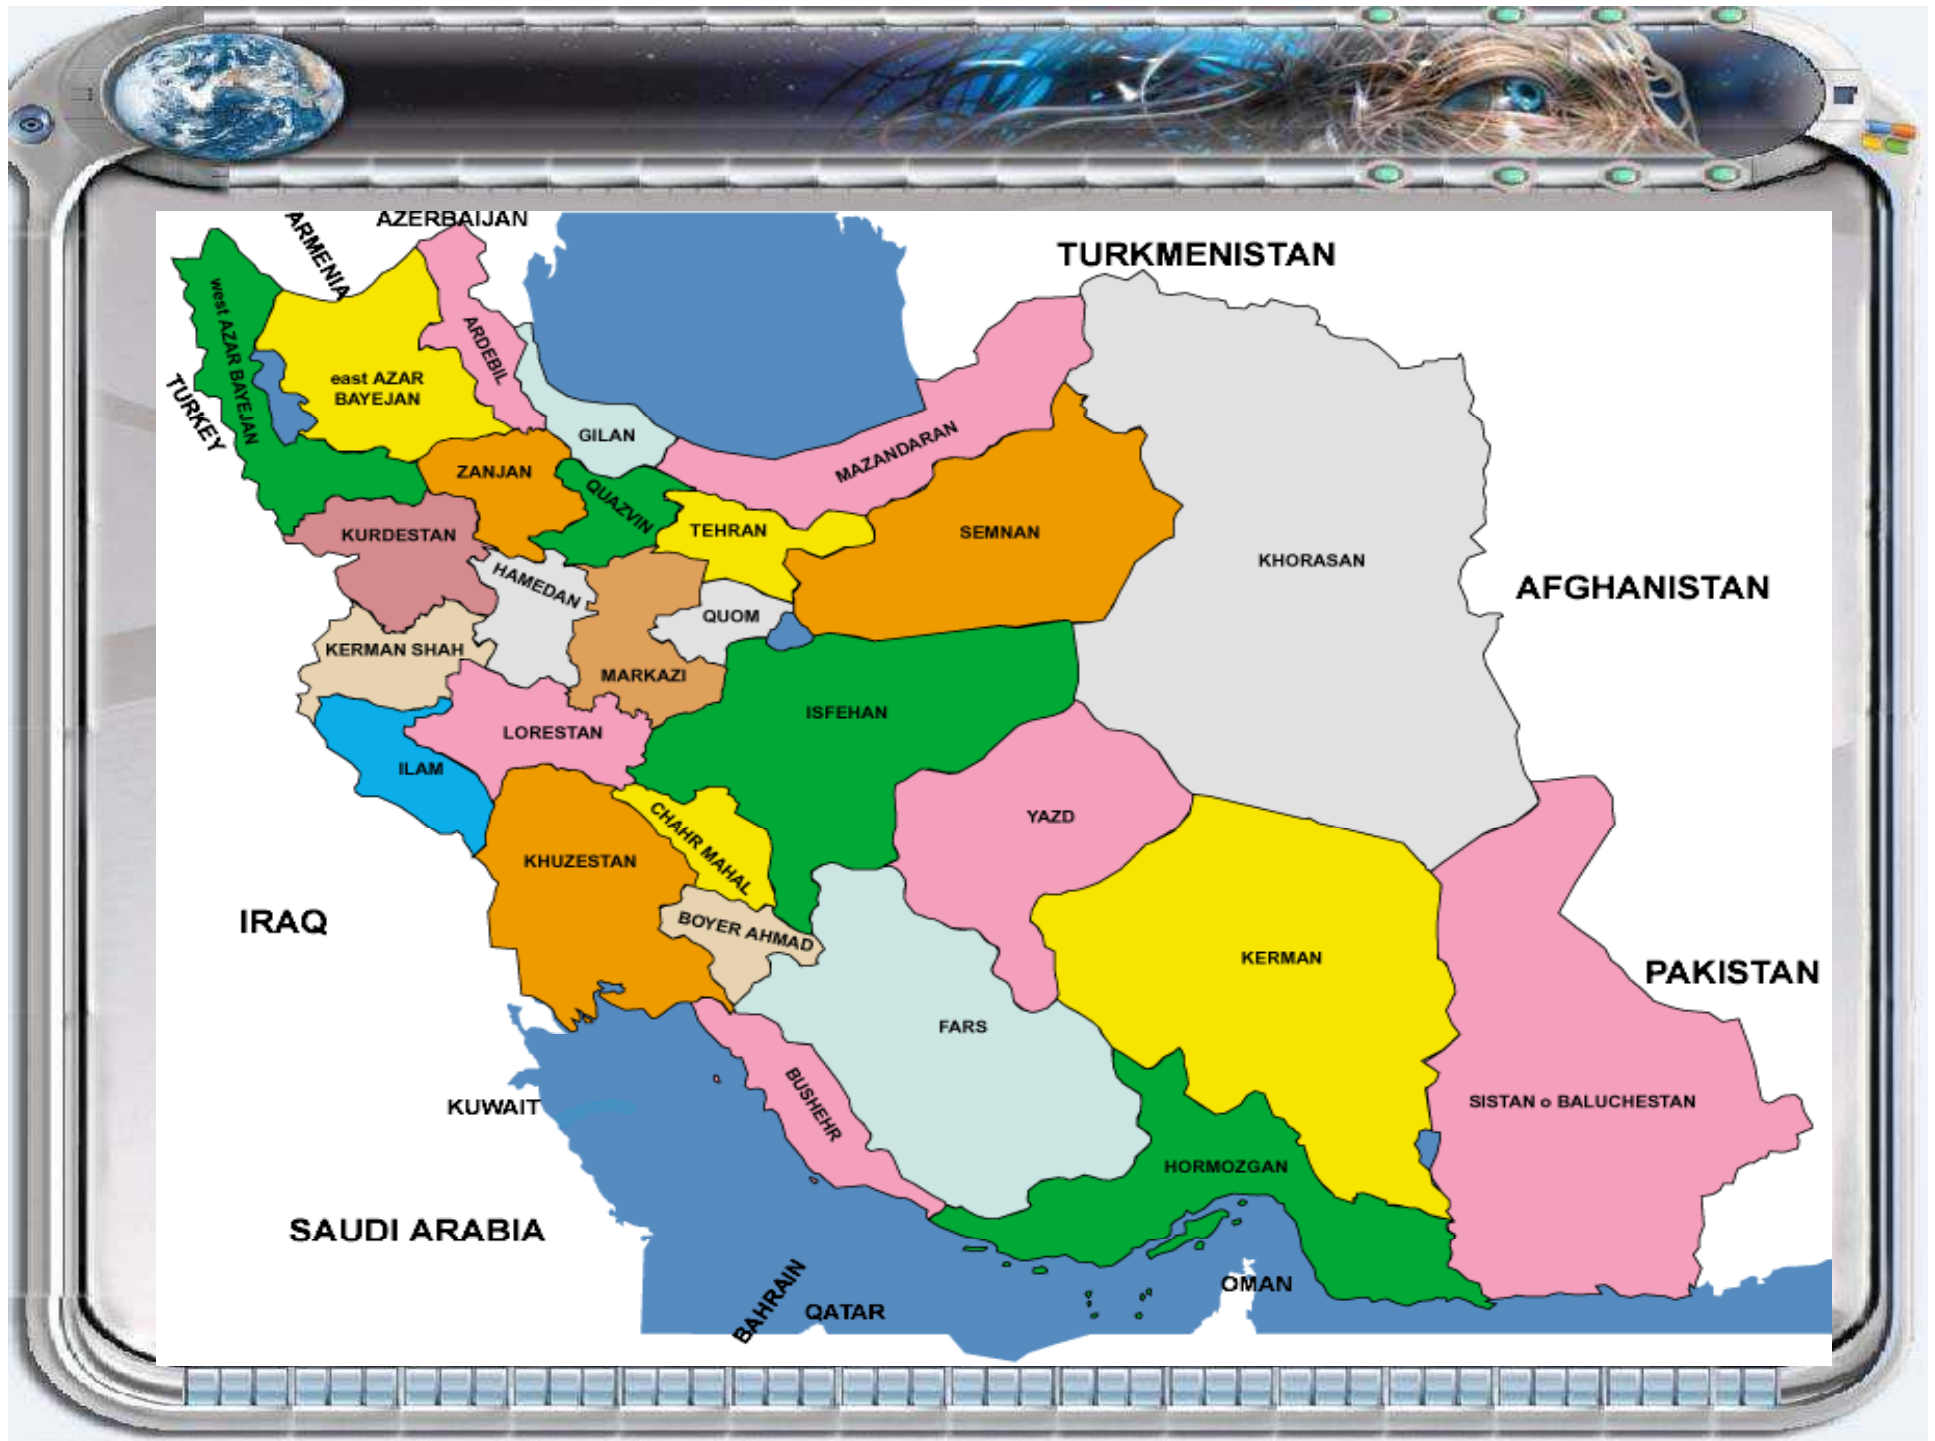 AZERBAIJAN
ARMENIA
TURKMENISTAN
west AZAR BAYEJAN
ARDEBIL
east AZAR
BAYEJAN
TURKEY
GILAN
MAZANDARAN
ZANJAN
QUAZVIN
TEHRAN
SEMNAN
KURDESTAN
KHORASAN
HAMEDAN
AFGHANISTAN
QUOM
KERMAN SHAH
MARKAZI
ISFEHAN
LORESTAN
ILAM
YAZD
CHAHR MAHAL
KHUZESTAN
IRAQ
BOYER AHMAD
KERMAN
PAKISTAN
FARS
BUSHEHR
KUWAIT
SISTAN o BALUCHESTAN
HORMOZGAN
SAUDI ARABIA
BAHRAIN
OMAN
QATAR